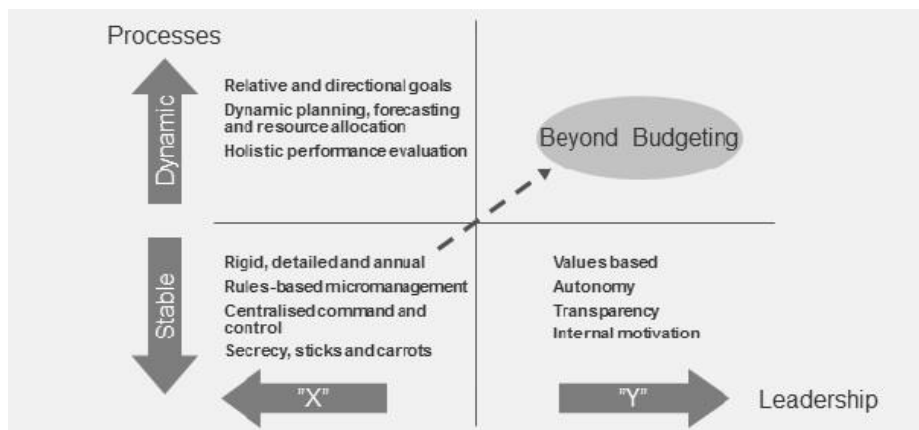 Processes
Dynamic
Relative and directional goals
Dynamic planning, forecasting
and resource allocation
Holistic performance evaluation
Beyond Budgeting
Stable
Rigid, detailed and annual
Rules-based micromanagement
Centralised command and
control
Secrecy, sticks and carrots
Values based
Autonomy
Transparency
Internal motivation
"X"
"Y"
Leadership